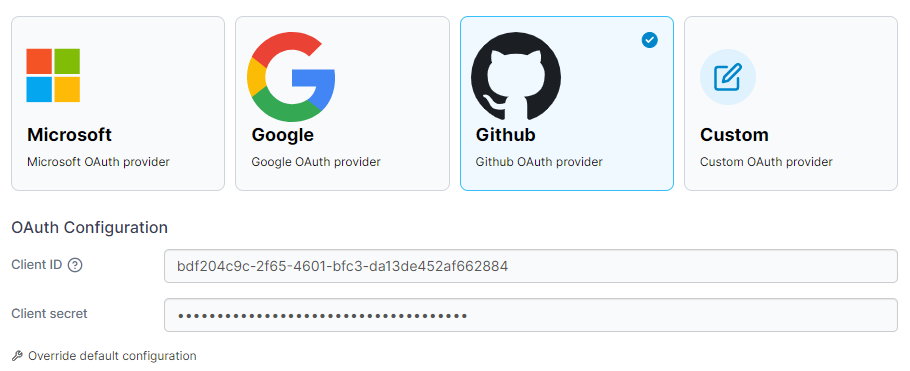 Microsoft
Microsoft OAuth provider
Google
Google OAuth provider
Github
Github OAuth provider
Custom
Custom OAuth provider
OAuth Configuration
Client ID
bdf204c9c-2f65-4601-bfc3-da13de452af662884
Client secret
•••••••••••••••••••••••••••••••••••••
Override default configuration